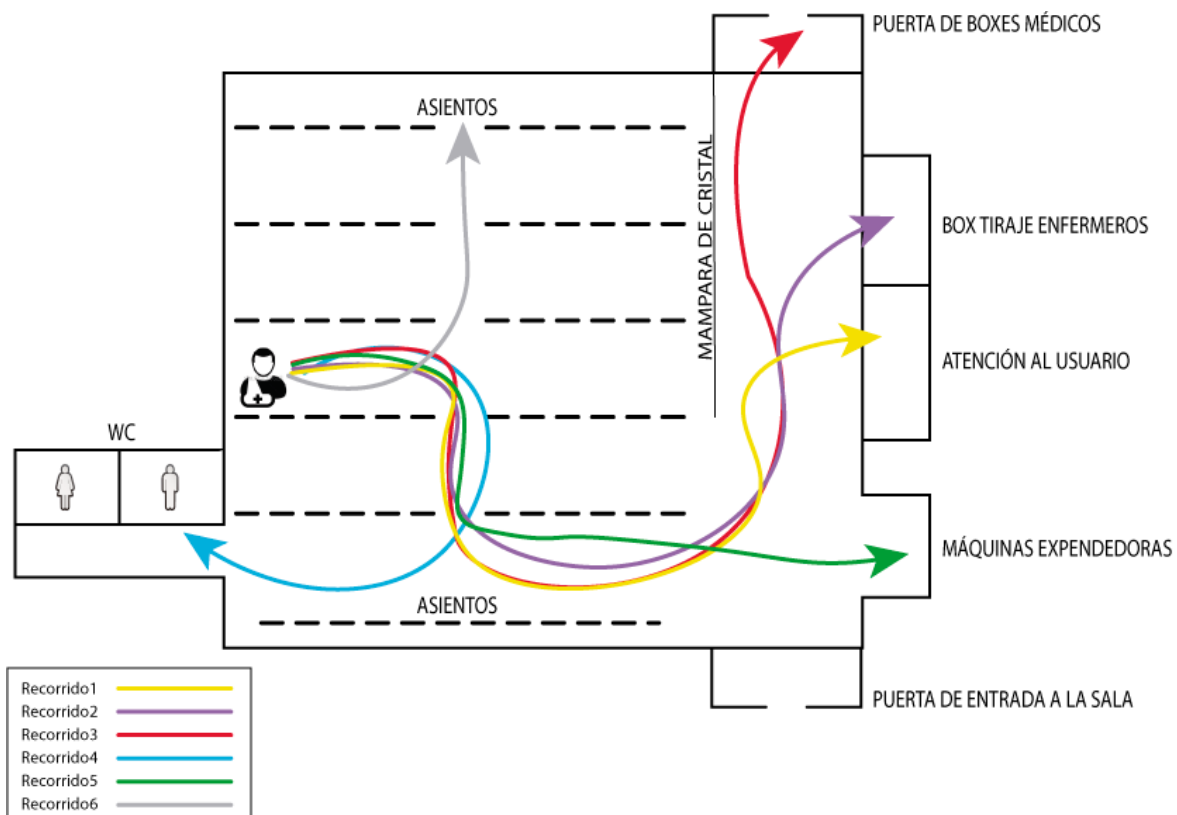 PUERTA DE BOXES MÉDICOS
ASIENTOS
MAMPARA DE CRISTAL
BOX TIRAJE ENFERMEROS
ATENCIÓN AL USUARIO
WC
MÁQUINAS EXPENDEDORAS
ASIENTOS
PUERTA DE ENTRADA A LA SALA
Recorrido1
Recorrido2
Recorrido3
Recorrido4
Recorrido5
Recorrido6